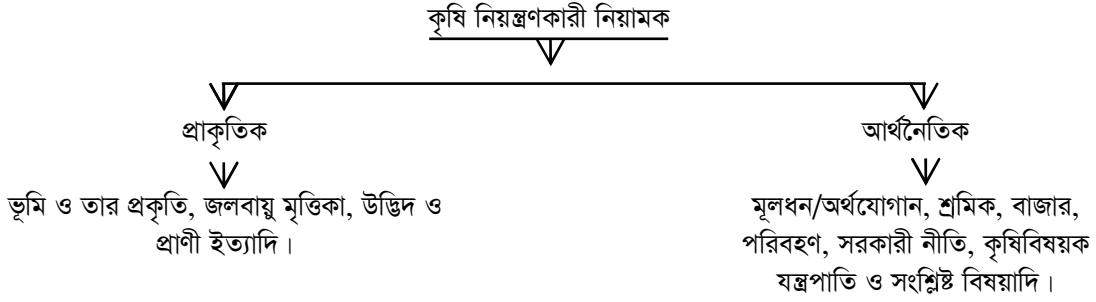 কৃষি নিয়ন্ত্রণকারী নিয়ামক
প্রাকৃতিক
আর্থনৈতিক
ভূমি ও তার প্রকৃতি, জলবায়ু মৃত্তিকা, উদ্ভিদ ও
প্রাণী ইত্যাদি।
মূলধন/অর্থযোগান, শ্রমিক, বাজার,
পরিবহণ, সরকারী নীতি, কৃষিবিষয়ক
যন্ত্রপাতি ও সংশ্লিষ্ট বিষয়াদি।